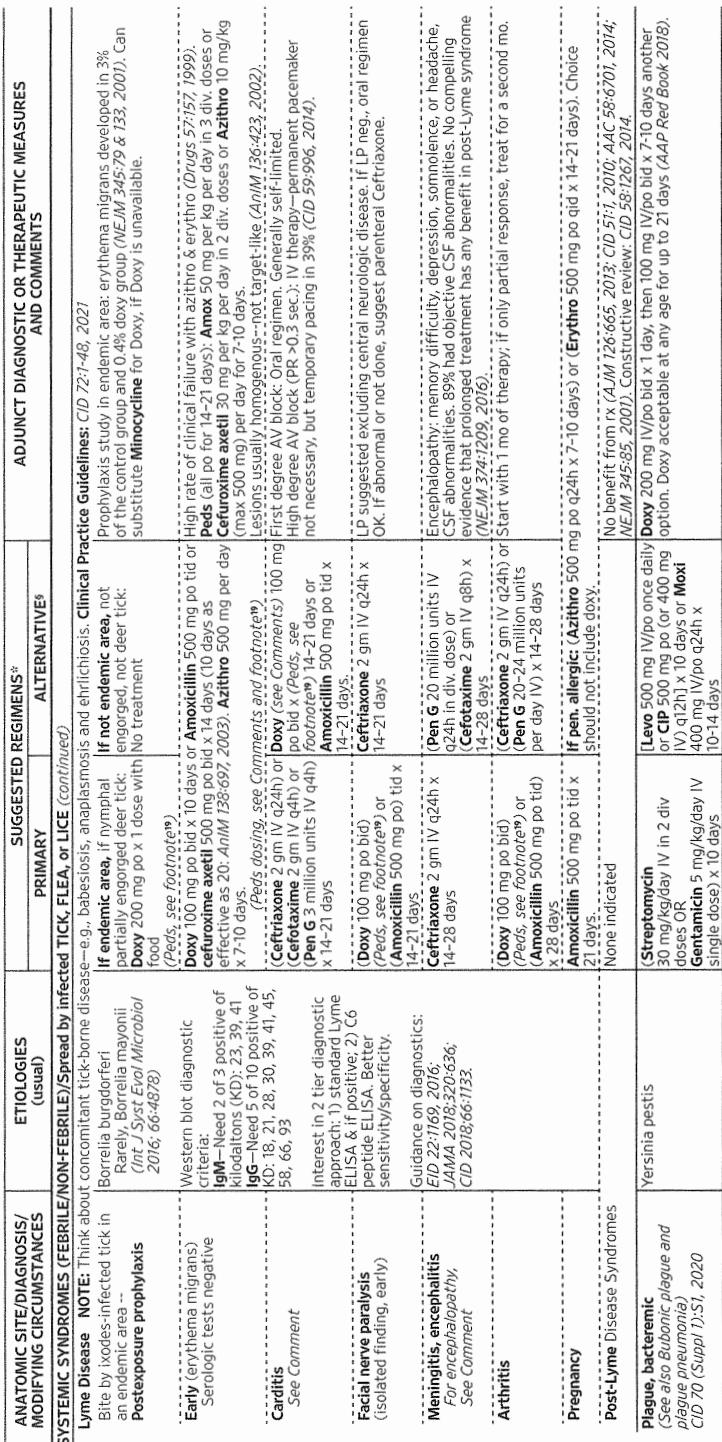 ANATOMIC SITE/DIAGNOSIS/
MODIFYING CIRCUMSTANCES
ETIOLOGIES
(usual)
SUGGESTED REGIMENS*
PRIMARY
ALTERNATIVE§
ADJUNCT DIAGNOSTIC OR THERAPEUTIC MEASURES
AND COMMENTS
SYSTEMIC SYNDROMES (FEBRILE/NON-FEBRILE)/Spread by infected TICK, FLEA, or LICE (continued)
Lyme Disease NOTE: Think about concomitant tick-borne disease—e.g., babesiosis, anaplasmosis and ehrlichiosis. Clinical Practice Guidelines: CID 72:1-48, 2021
Bite by ixodes-infected tick in
an endemic area --
Postexposure prophylaxis
Borrelia burgdorferi
Rarely, Borrelia mayonii
(Int J Syst Evol Microbiol
2016; 66:4878)
If endemic area, if nymphal
partially engorged deer tick:
Doxy 200 mg po x 1 dose with
food
(Peds, see footnote¹⁹)
If not endemic area, not
engorged, not deer tick:
No treatment
Prophylaxis study in endemic area: erythema migrans developed in 3%
of the control group and 0.4% doxy group (NEJM 345:79 & 133, 2001). Can
substitute Minocycline for Doxy, if Doxy is unavailable.
Early (erythema migrans)
Serologic tests negative
Western blot diagnostic
criteria:
IgM—Need 2 of 3 positive of
kilodaltons (KD): 23, 39, 41
IgG—Need 5 of 10 positive of
KD: 18, 21, 28, 30, 39, 41, 45,
58, 66, 93
Doxy 100 mg po bid x 10 days or Amoxicillin 500 mg po tid or
cefuroxime axetil 500 mg po bid x 14 days (10 days as
effective as 20: AnIM 138:697, 2003). Azithro 500 mg per day
x 7-10 days.
(Peds dosing, see Comments and footnote¹⁹)
High rate of clinical failure with azithro & erythro (Drugs 57:157, 1999).
Peds (all po for 14–21 days): Amox 50 mg per kg per day in 3 div. doses or
Cefuroxime axetil 30 mg per kg per day in 2 div. doses or Azithro 10 mg/kg
(max 500 mg) per day for 7-10 days.
Lesions usually homogenous--not target-like (AnIM 136:423, 2002).
Carditis
See Comment
Interest in 2 tier diagnostic
approach: 1) standard Lyme
ELISA & if positive; 2) C6
peptide ELISA. Better
sensitivity/specificity.
(Ceftriaxone 2 gm IV q24h) or
(Cefotaxime 2 gm IV q4h) or
(Pen G 3 million units IV q4h)
x 14–21 days
Doxy (see Comments) 100 mg
po bid x (Peds, see
footnote¹⁹) 14–21 days or
Amoxicillin 500 mg po tid x
14–21 days.
First degree AV block: Oral regimen. Generally self-limited.
High degree AV block (PR >0.3 sec.): IV therapy—permanent pacemaker
not necessary, but temporary pacing in 39% (CID 59:996, 2014).
Facial nerve paralysis
(isolated finding, early)
(Doxy 100 mg po bid)
(Peds, see footnote¹⁹) or
(Amoxicillin 500 mg po) tid x
14–21 days
Ceftriaxone 2 gm IV q24h x
14–21 days
LP suggested excluding central neurologic disease. If LP neg., oral regimen
OK. If abnormal or not done, suggest parenteral Ceftriaxone.
Meningitis, encephalitis
For encephalopathy,
See Comment
Guidance on diagnostics:
EID 22:1169, 2016;
JAMA 2018;320:636;
CID 2018;66:1133.
Ceftriaxone 2 gm IV q24h x
14–28 days
(Pen G 20 million units IV
q24h in div. dose) or
(Cefotaxime 2 gm IV q8h) x
14–28 days
Encephalopathy: memory difficulty, depression, somnolence, or headache,
CSF abnormalities. 89% had objective CSF abnormalities. No compelling
evidence that prolonged treatment has any benefit in post-Lyme syndrome
(NEJM 374:1209, 2016).
Arthritis
(Doxy 100 mg po bid)
(Peds, see footnote¹⁹) or
(Amoxicillin 500 mg po tid)
x 28 days
(Ceftriaxone 2 gm IV q24h) or
(Pen G 20–24 million units
per day IV) x 14–28 days
Start with 1 mo of therapy; if only partial response, treat for a second mo.
Pregnancy
Amoxicillin 500 mg po tid x
21 days.
If pen. allergic: (Azithro 500 mg po q24h x 7-10 days) or (Erythro 500 mg po qid x 14–21 days). Choice
should not include doxy.
Post-Lyme Disease Syndromes
None indicated
No benefit from rx (AJM 126:665, 2013; CID 51:1, 2010; AAC 58:6701, 2014;
NEJM 345:85, 2001). Constructive review: CID 58:1267, 2014.
Plague, bacteremic
(See also Bubonic plague and
plague pneumonia)
CID 70 (Suppl 1):S1, 2020
Yersinia pestis
(Streptomycin
30 mg/kg/day IV in 2 div
doses OR
Gentamicin 5 mg/kg/day IV
single dose) x 10 days
[Levo 500 mg IV/po once daily
or CIP 500 mg po (or 400 mg
IV) q12h] x 10 days or Moxi
400 mg IV/po q24h x
10-14 days
Doxy 200 mg IV/po bid x 1 day, then 100 mg IV/po bid x 7-10 days another
option. Doxy acceptable at any age for up to 21 days (AAP Red Book 2018).